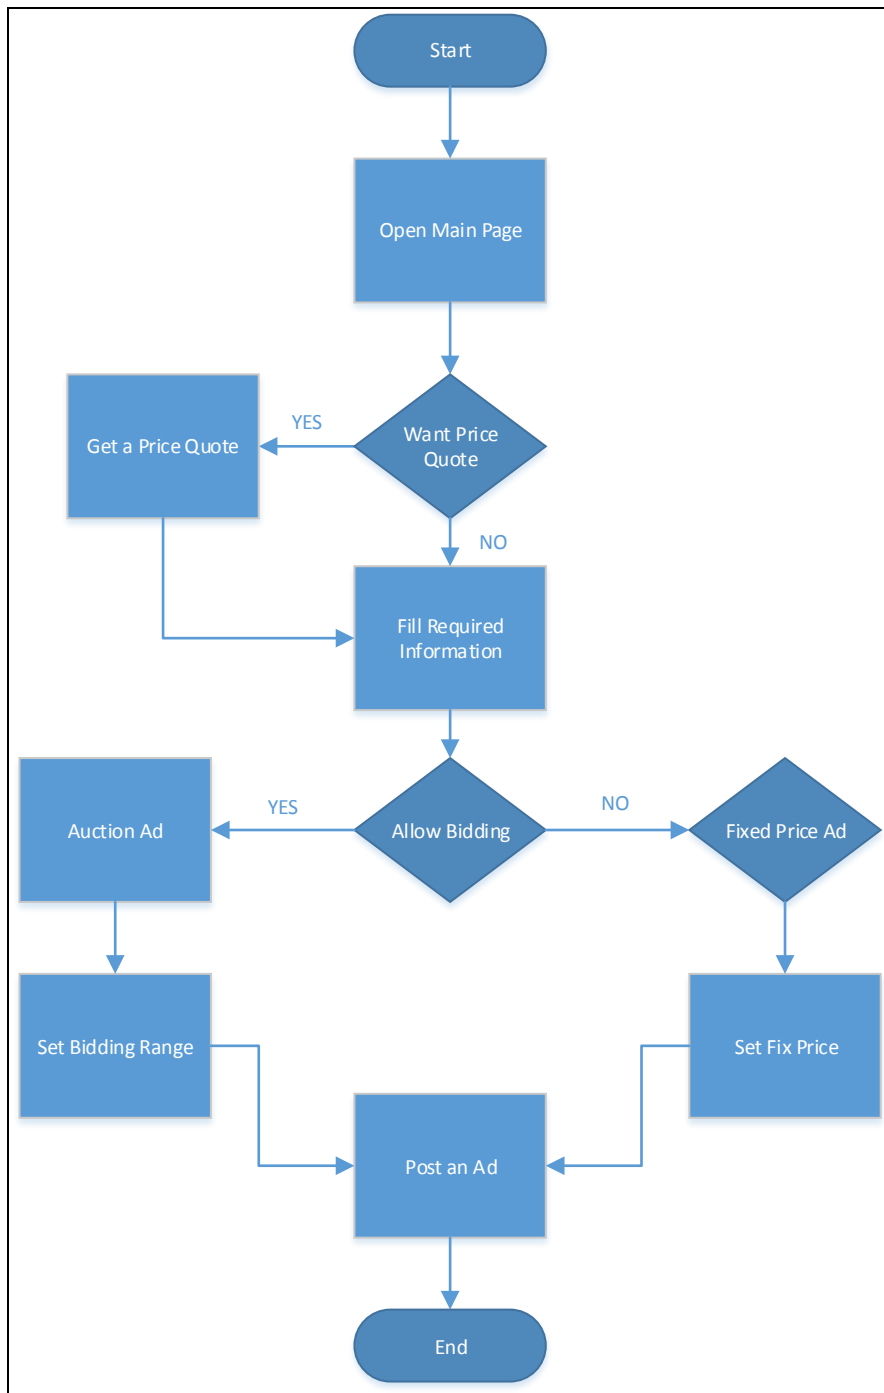 Start
Open Main Page
YES
Get a Price Quote
Want Price
Quote
NO
Fill Required
Information
YES
NO
Auction Ad
Allow Bidding
Fixed Price Ad
Set Bidding Range
Set Fix Price
Post an Ad
End